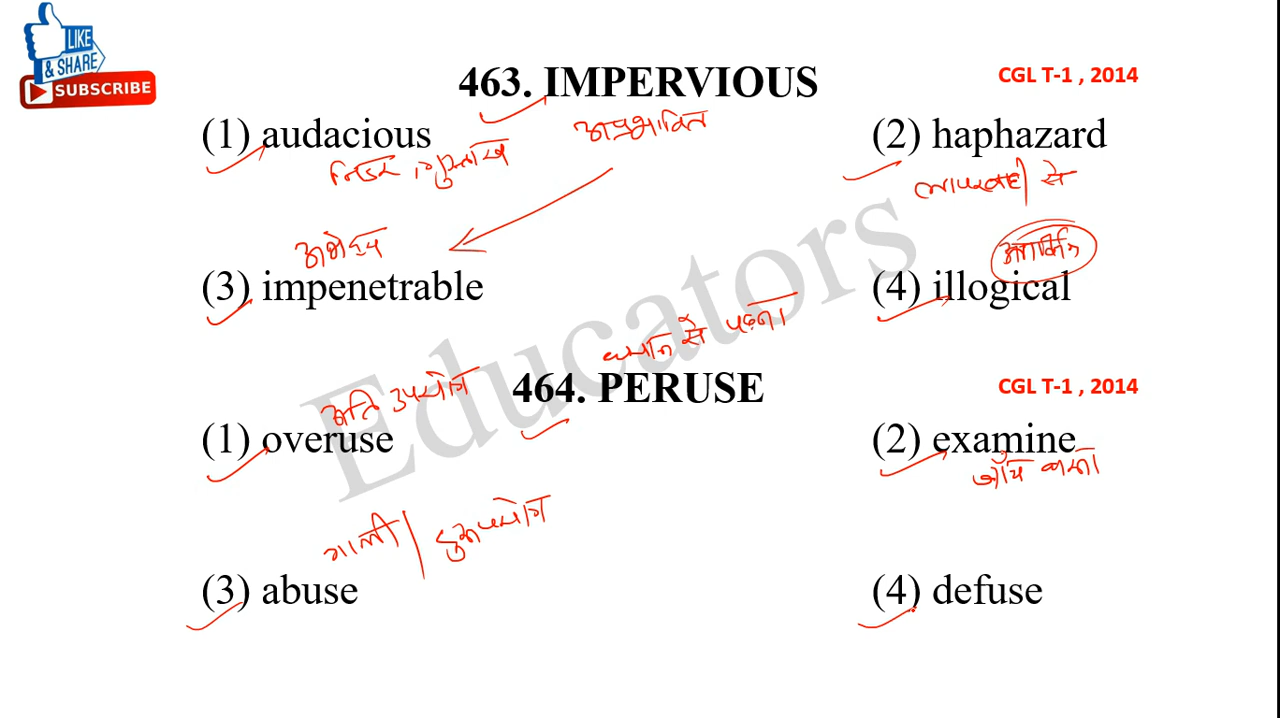 LIKE
& SHARE
SUBSCRIBE
463. IMPERVIOUS
CGL T-1 , 2014
अप्रभावित
(1) audacious
(2) haphazard
निडर
लापरवाही से
अभेद्य
(3) impenetrable
(4) illogical
Educators
ध्यान से पढ़ना
464. PERUSE
CGL T-1 , 2014
अति उपयोग
(1) overuse
(2) examine
जाँच करना
गाली / दुरुपयोग
(3) abuse
(4) defuse